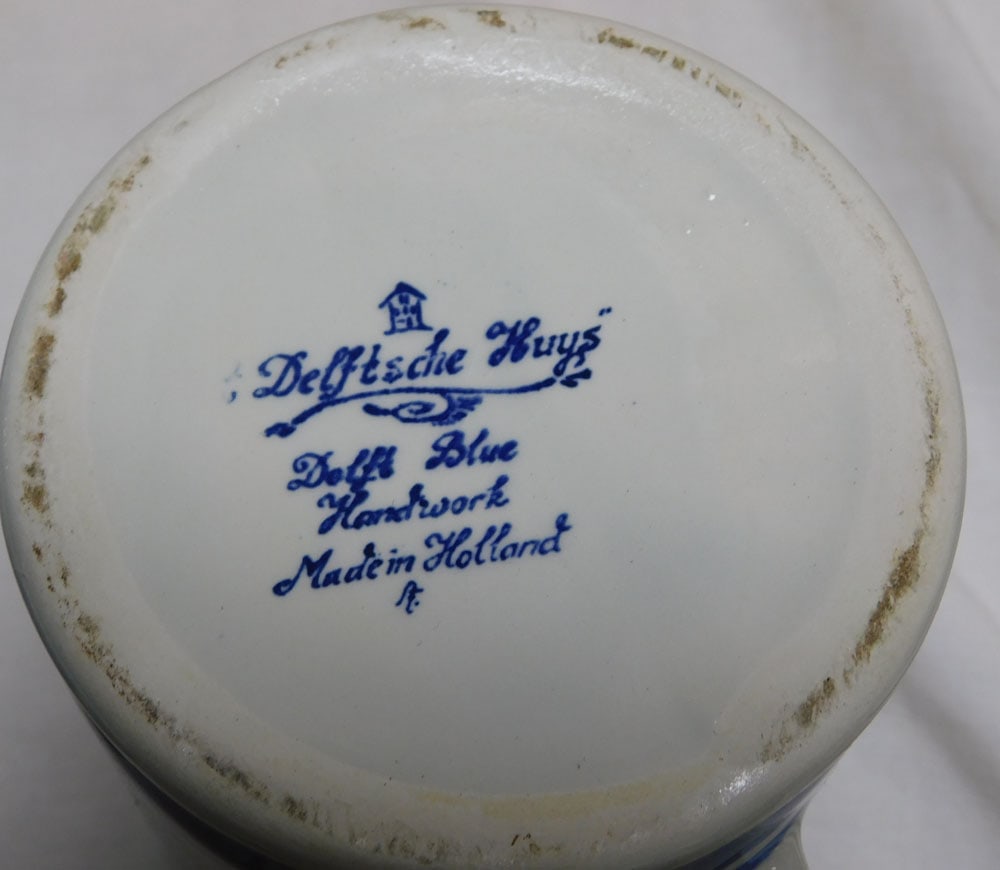 „Delftsche Huys"
Delft Blue
Handwork
Made in Holland